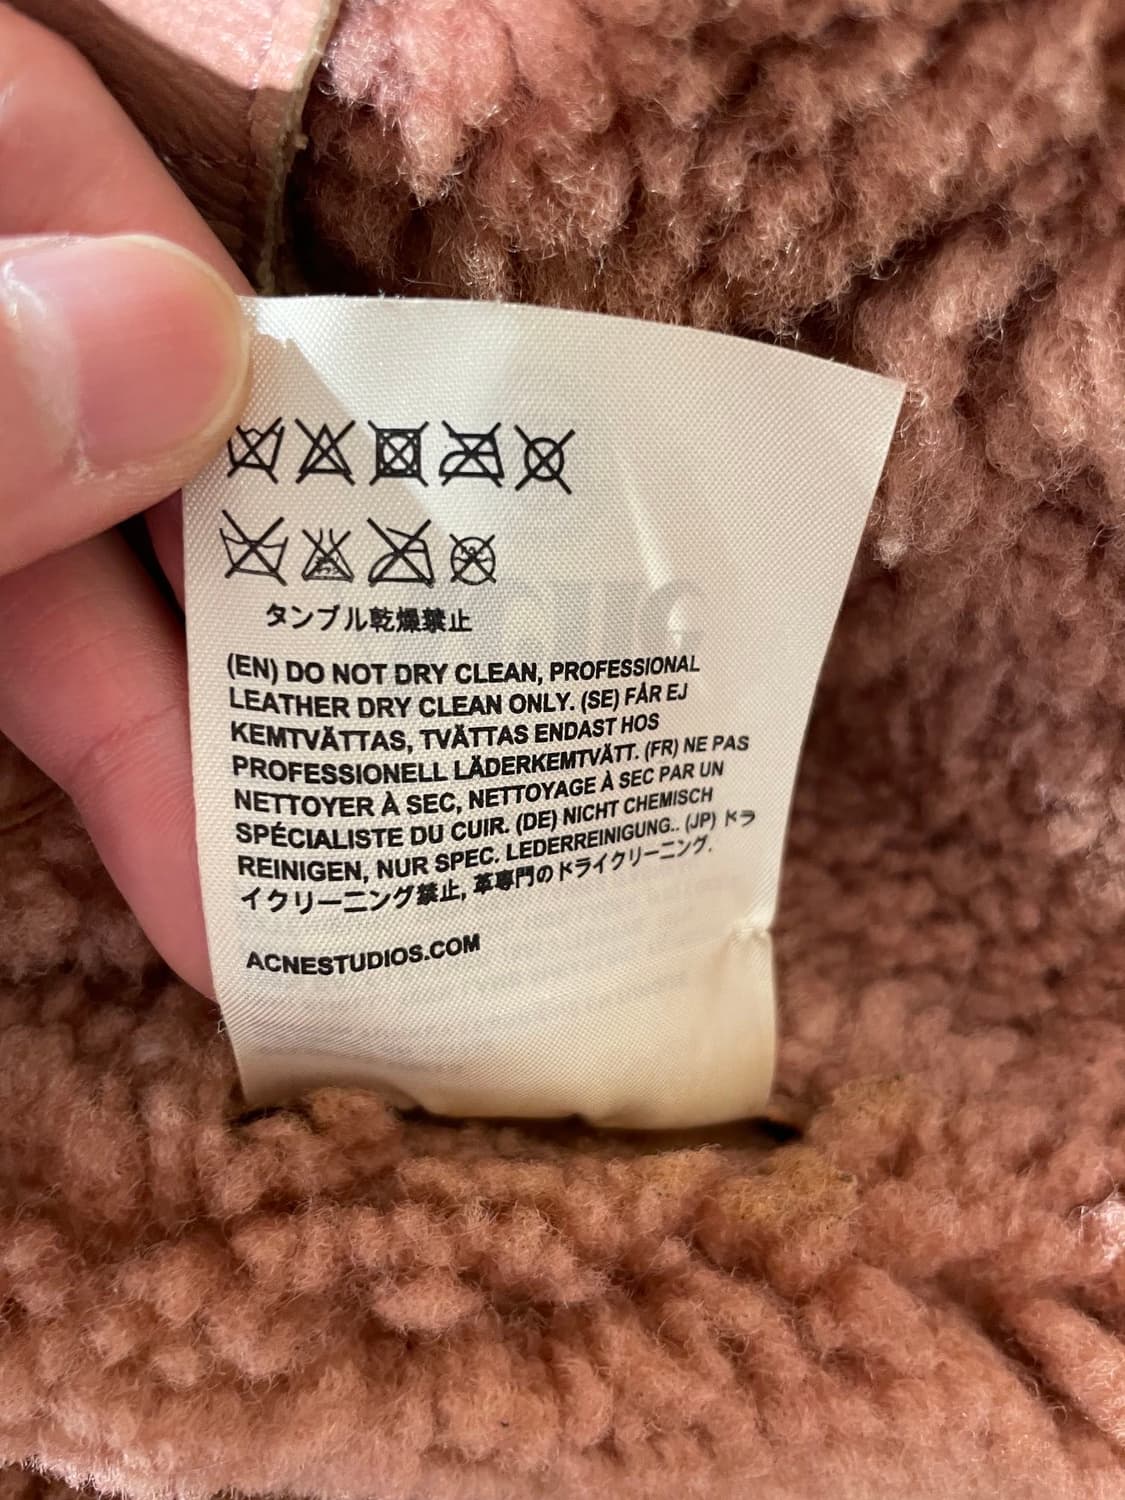 タンブル乾燥禁止
(EN) DO NOT DRY CLEAN, PROFESSIONAL
LEATHER DRY CLEAN ONLY. (SE) FÅR EJ
KEMTVÄTTAS, TVÄTTAS ENDAST HOS
PROFESSIONELL LÄDERKEMTVÄTT. (FR) NE PAS
NETTOYER À SEC, NETTOYAGE À SEC PAR UN
SPÉCIALISTE DU CUIR. (DE) NICHT CHEMISCH
REINIGEN, NUR SPEC. LEDERREINIGUNG.. (JP) ドラ
イクリーニング禁止, 革専門のドライクリーニング.
ACNESTUDIOS.COM